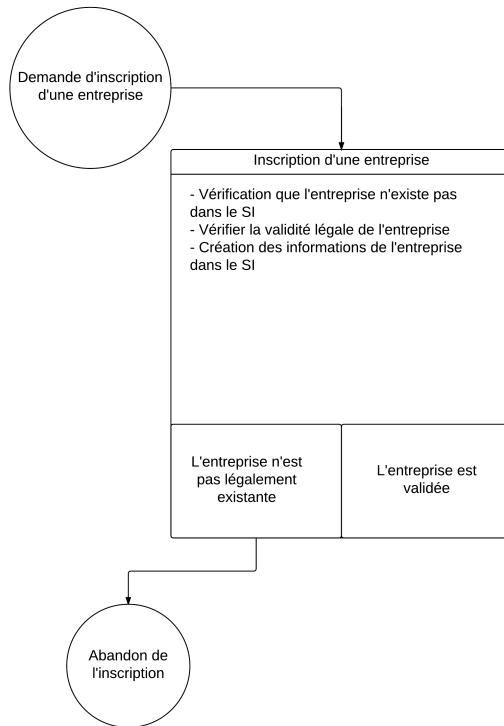 Demande d'inscription
d'une entreprise
Inscription d'une entreprise
- Vérification que l'entreprise n'existe pas
dans le SI
- Vérifier la validité légale de l'entreprise
- Création des informations de l'entreprise
dans le SI
L'entreprise n'est
pas légalement
existante
L'entreprise est
validée
Abandon de
l'inscription